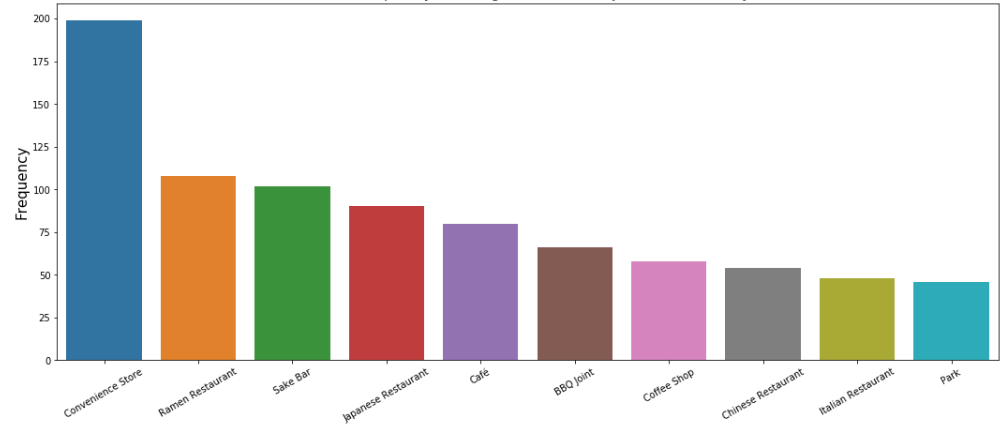 200
175
150
125
100
75
50
25
0
Frequency
Convenience Store
Ramen Restaurant
Sake Bar
Japanese Restaurant
Café
BBQ Joint
Coffee Shop
Chinese Restaurant
Italian Restaurant
Park